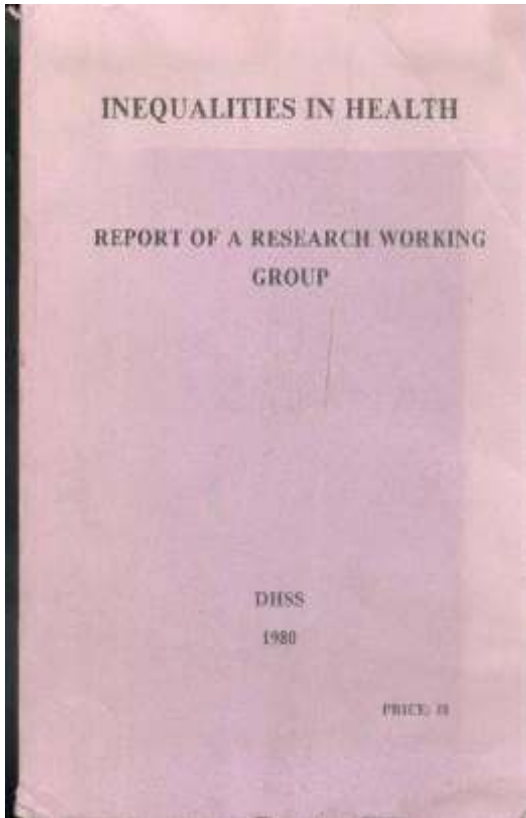 INEQUALITIES IN HEALTH
REPORT OF A RESEARCH WORKING
GROUP
DHSS
1980
PRICE: